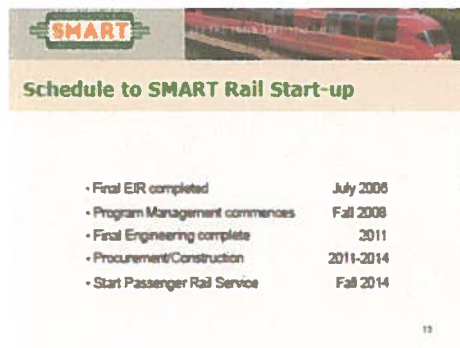 SMART
Schedule to SMART Rail Start-up
• Final EIR completed July 2006
• Program Management commences Fall 2008
• Final Engineering complete 2011
• Procurement/Construction 2011-2014
• Start Passenger Rail Service Fall 2014
13